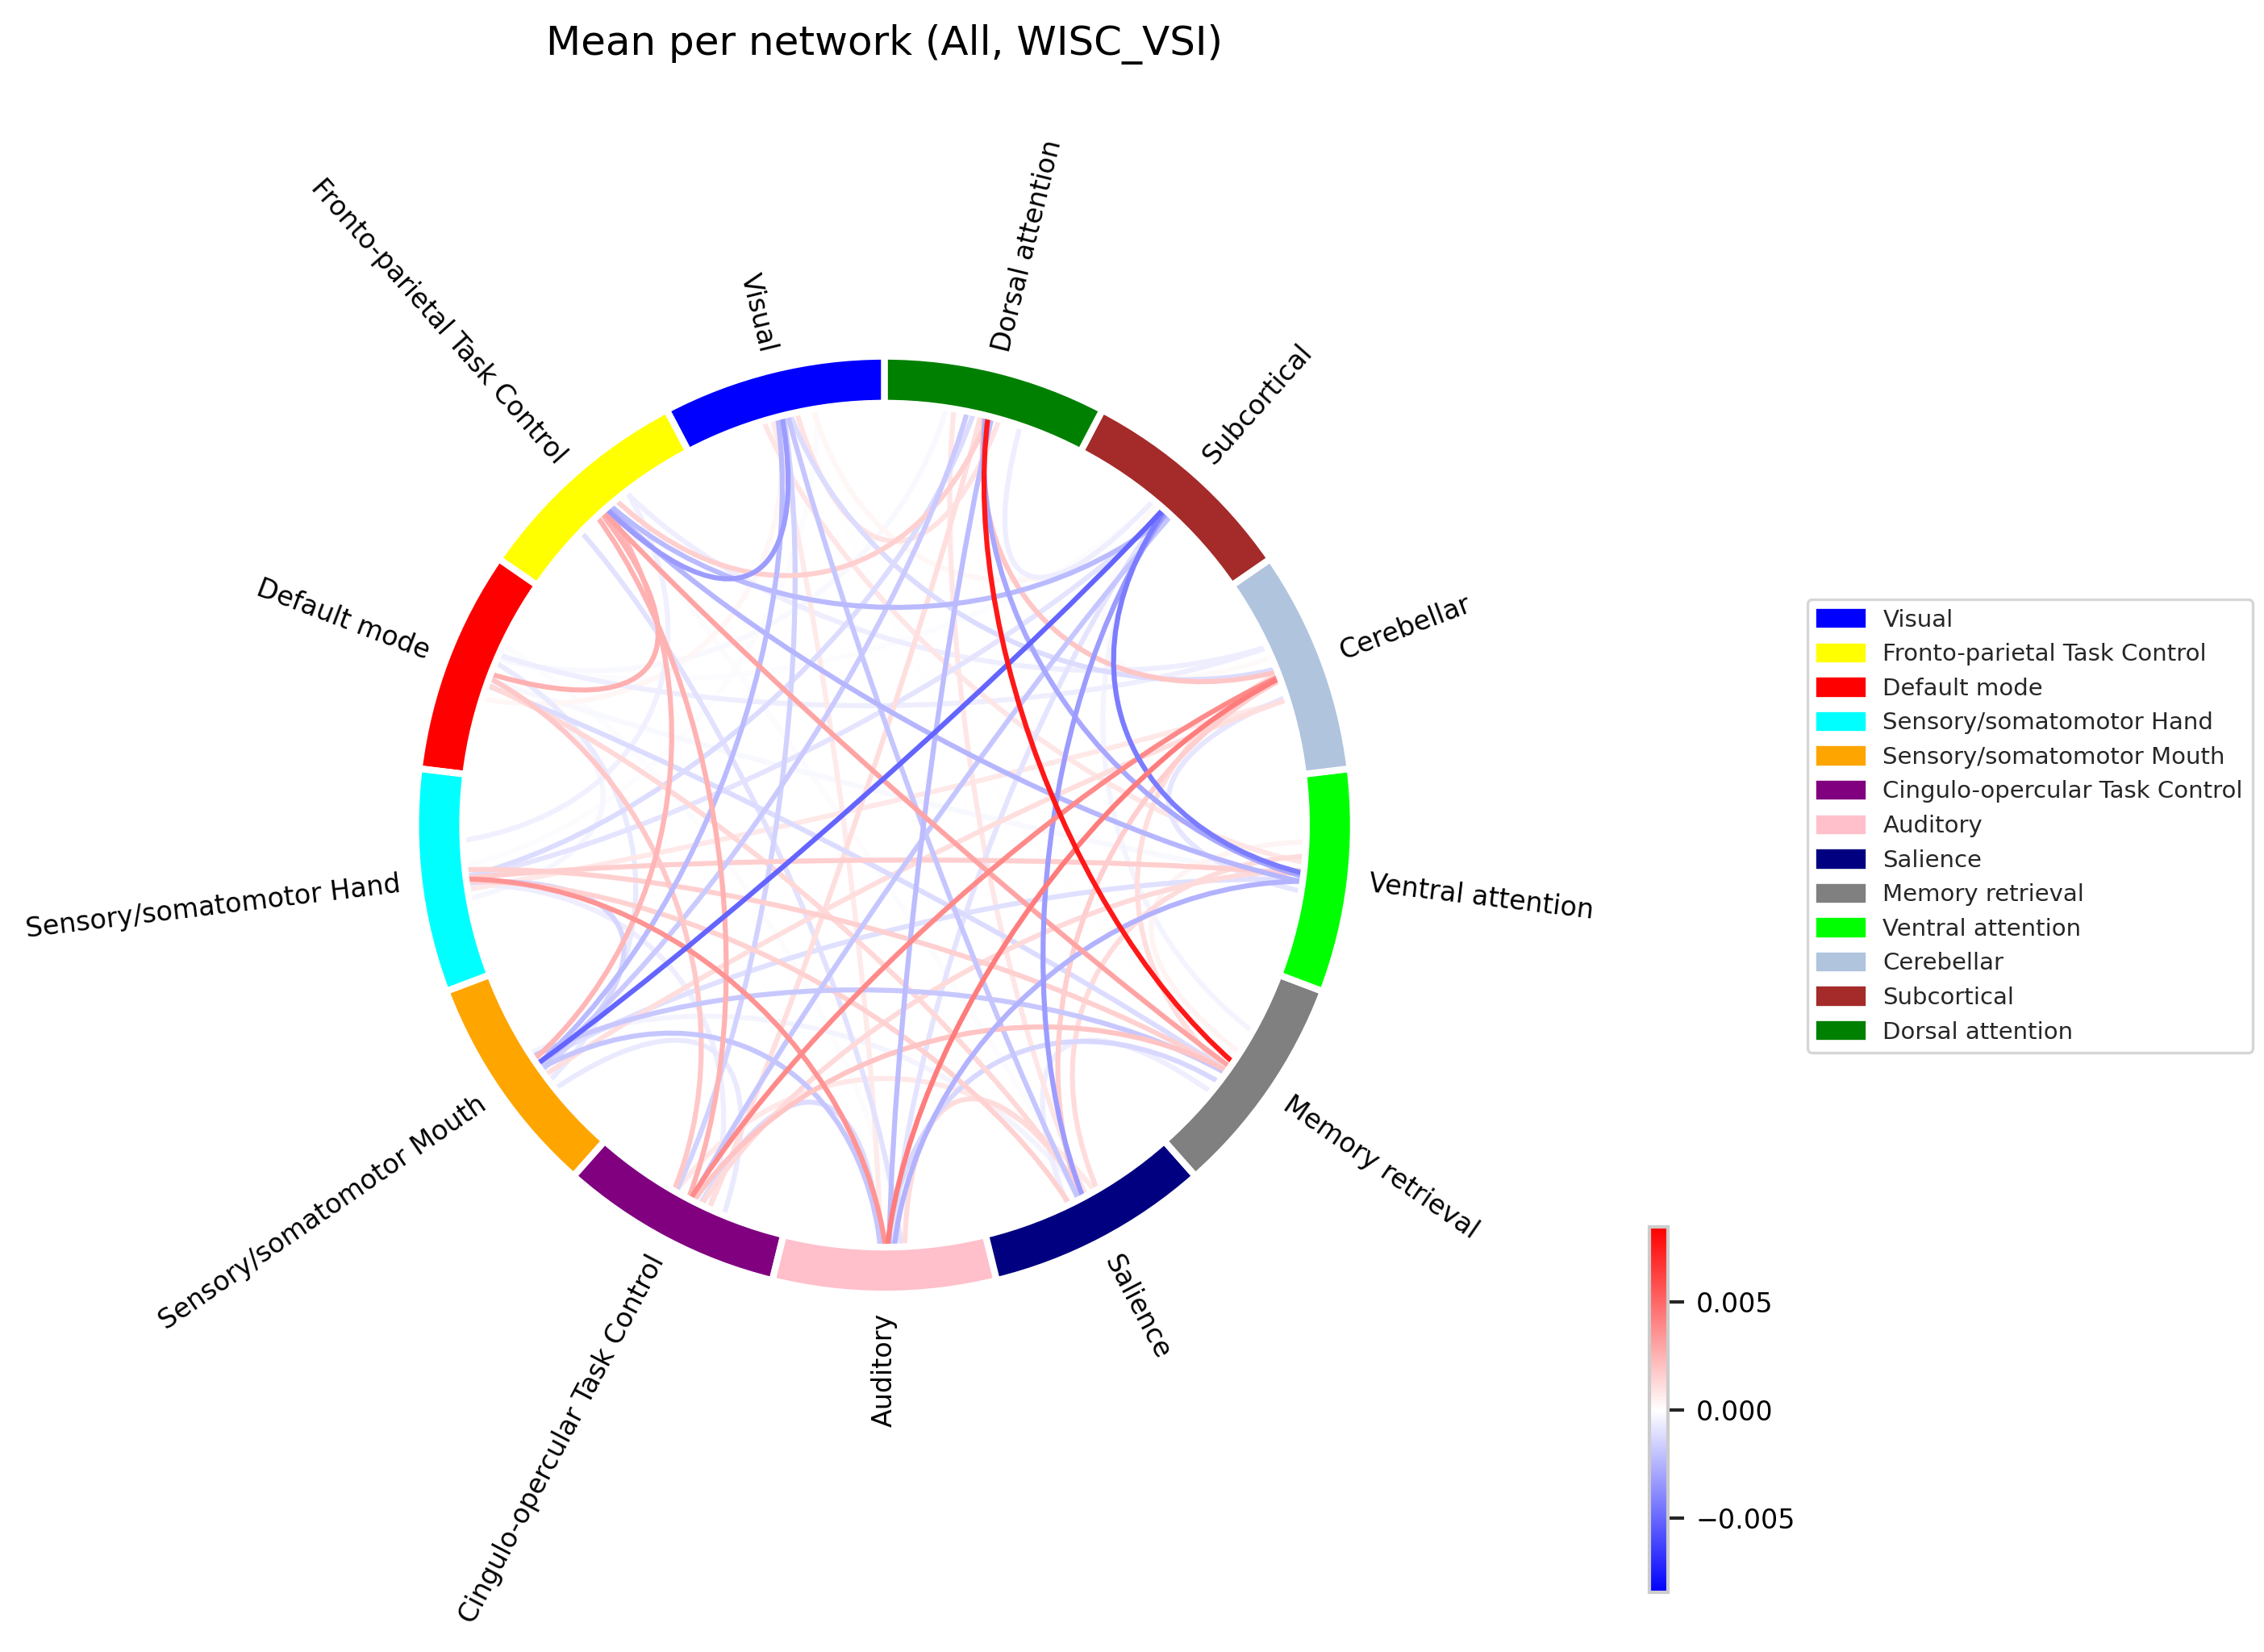 Mean per network (All, WISC_VSI)
Dorsal attention
Visual
Fronto-parietal Task Control
Subcortical
Default mode
Cerebellar
Sensory/somatomotor Hand
Ventral attention
Sensory/somatomotor Mouth
Memory retrieval
Cingulo-opercular Task Control
Auditory
Salience
Visual
Fronto-parietal Task Control
Default mode
Sensory/somatomotor Hand
Sensory/somatomotor Mouth
Cingulo-opercular Task Control
Auditory
Salience
Memory retrieval
Ventral attention
Cerebellar
Subcortical
Dorsal attention
0.005
0.000
−0.005